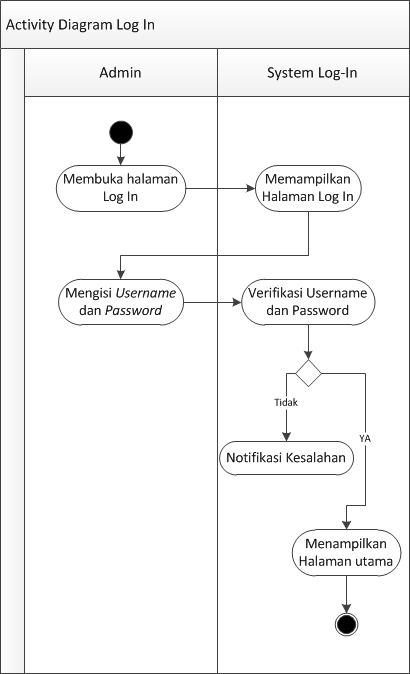 Activity Diagram Log In
Admin
System Log-In
Membuka halaman
Log In
Memampilkan
Halaman Log In
Mengisi Username
dan Password
Verifikasi Username
dan Password
Tidak
YA
Notifikasi Kesalahan
Menampilkan
Halaman utama